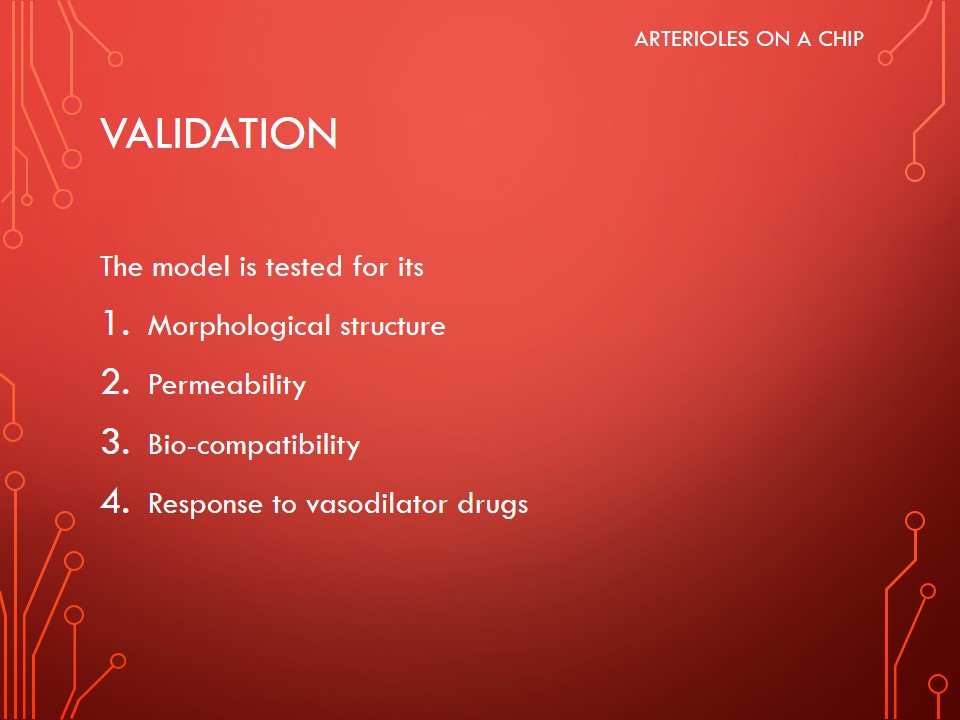 ARTERIOLES ON A CHIP
VALIDATION
The model is tested for its
1. Morphological structure
2. Permeability
3. Bio-compatibility
4. Response to vasodilator drugs